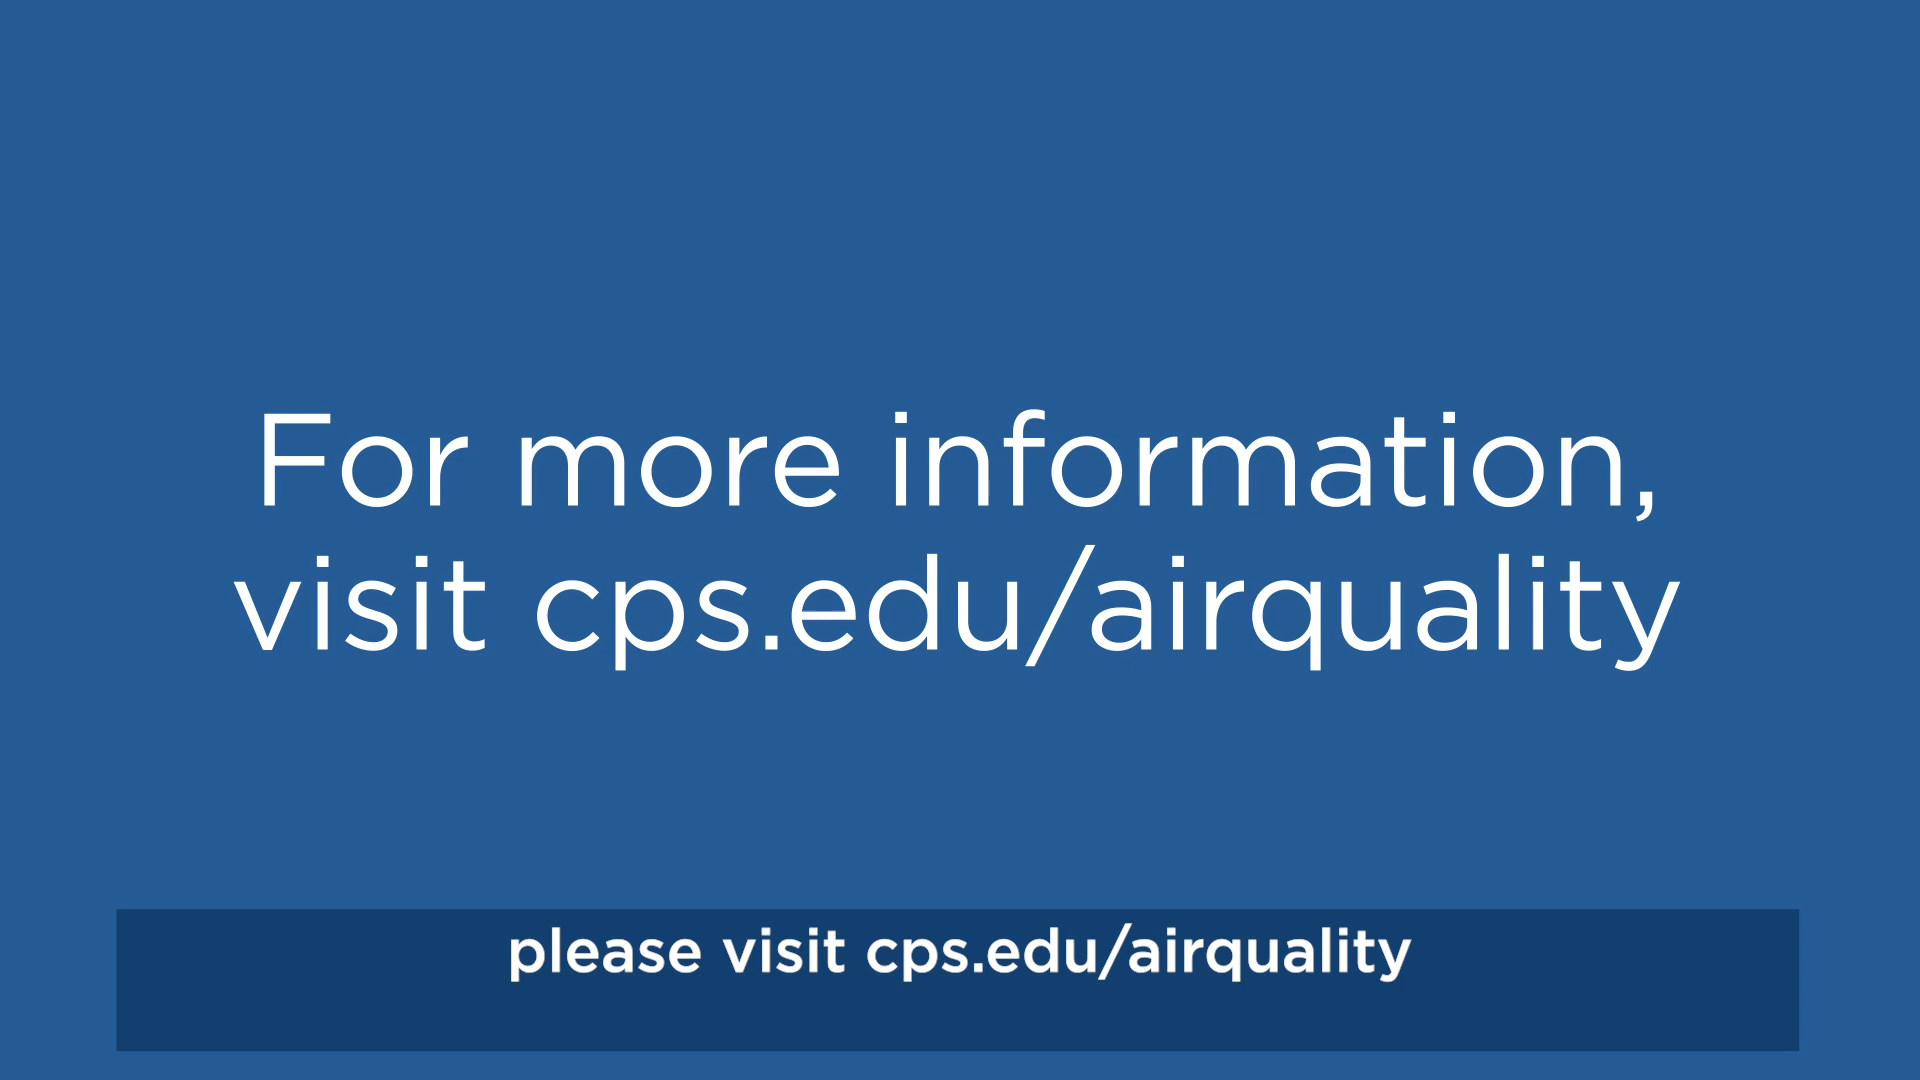 For more information,
visit cps.edu/airquality
please visit cps.edu/airquality